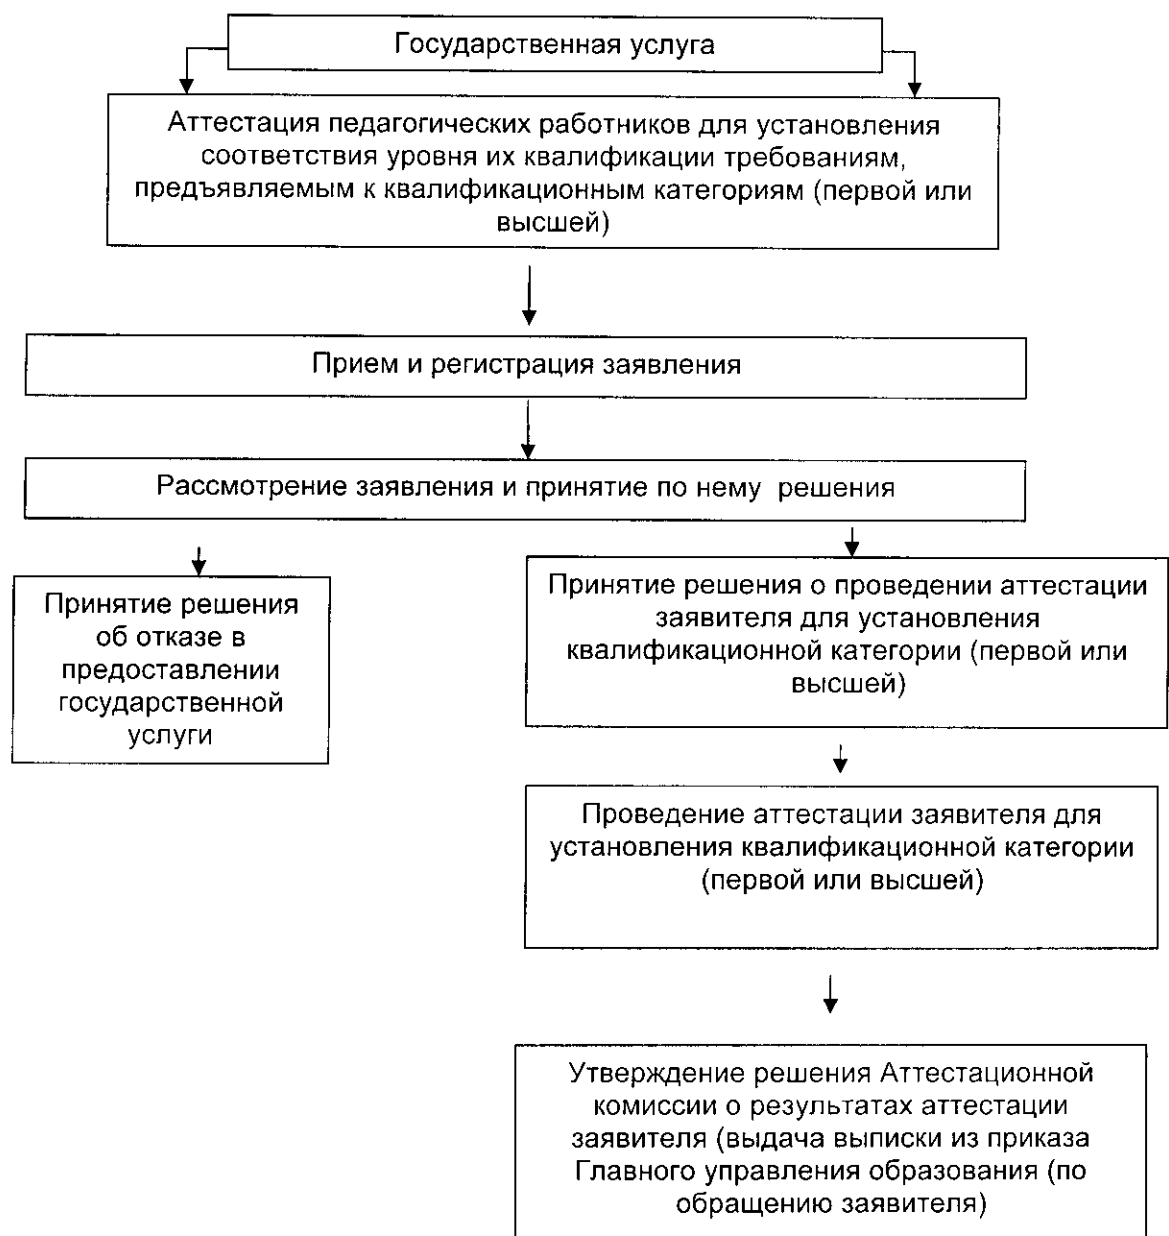 Государственная услуга
Аттестация педагогических работников для установления
соответствия уровня их квалификации требованиям,
предъявляемым к квалификационным категориям (первой или
высшей)
Прием и регистрация заявления
Рассмотрение заявления и принятие по нему решения
Принятие решения
об отказе в
предоставлении
государственной
услуги
Принятие решения о проведении аттестации
заявителя для установления
квалификационной категории (первой или
высшей)
Проведение аттестации заявителя для
установления квалификационной категории
(первой или высшей)
Утверждение решения Аттестационной
комиссии о результатах аттестации
заявителя (выдача выписки из приказа
Главного управления образования (по
обращению заявителя)